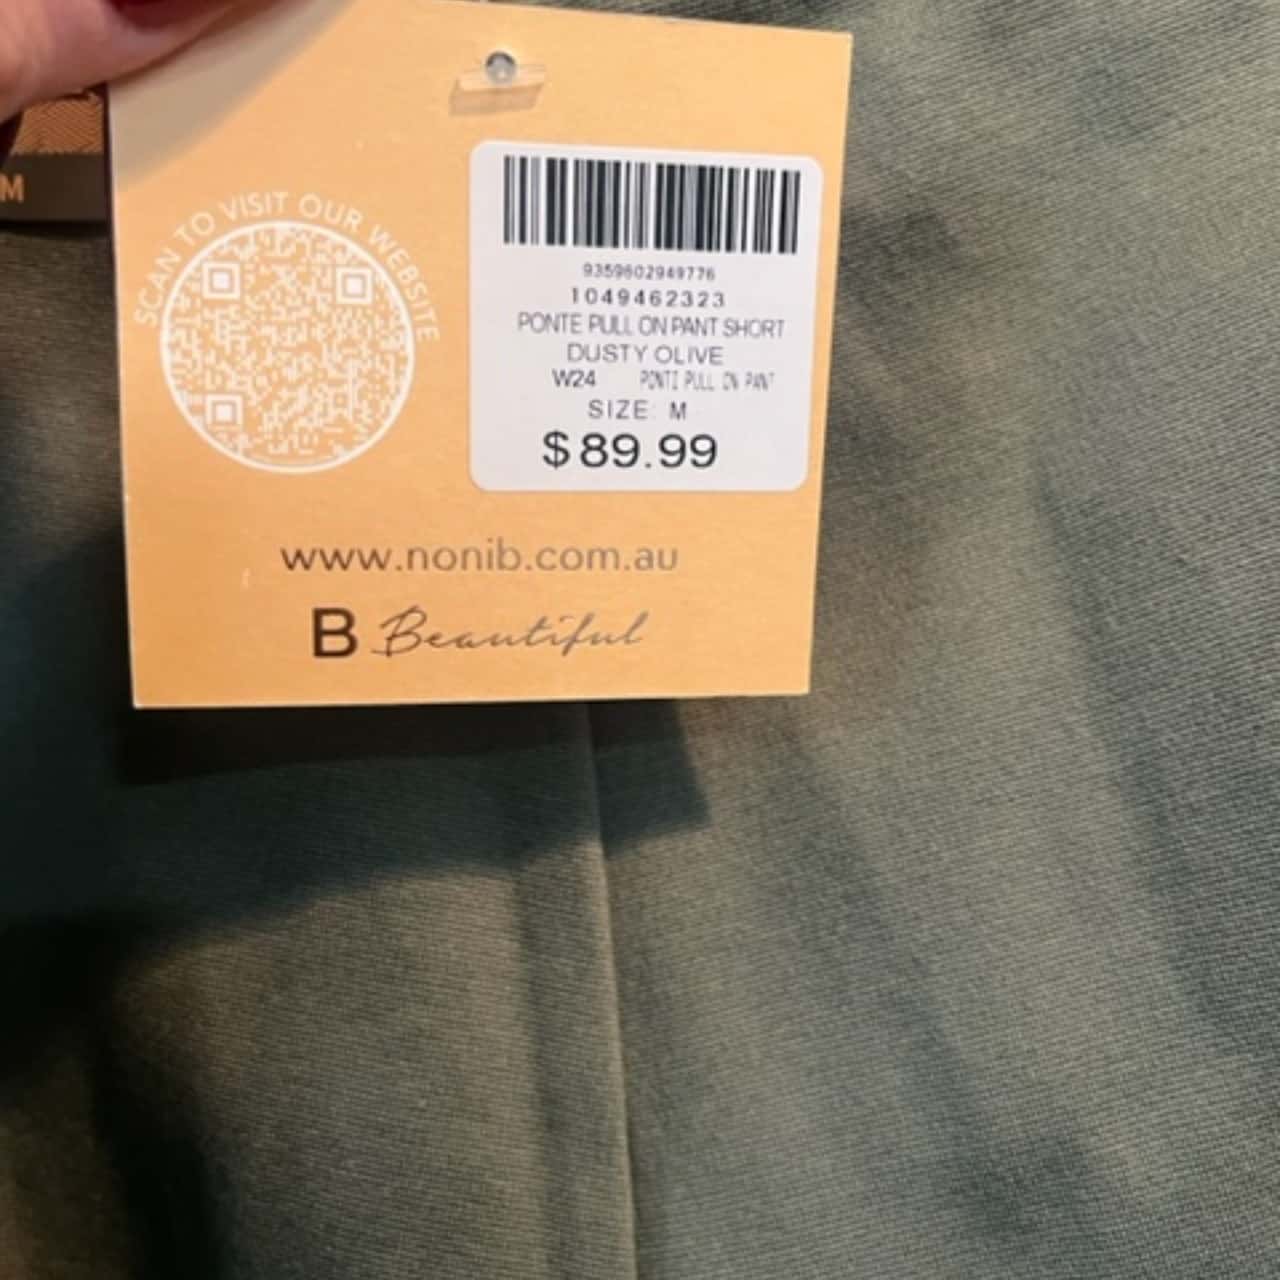 M
SCAN TO VISIT OUR WEBSITE
9359602949776
1049462323
PONTE PULL ON PANT SHORT
DUSTY OLIVE
W24 PONTI PULL ON PANT
SIZE: M
$89.99
www.nonib.com.au
B Beautiful